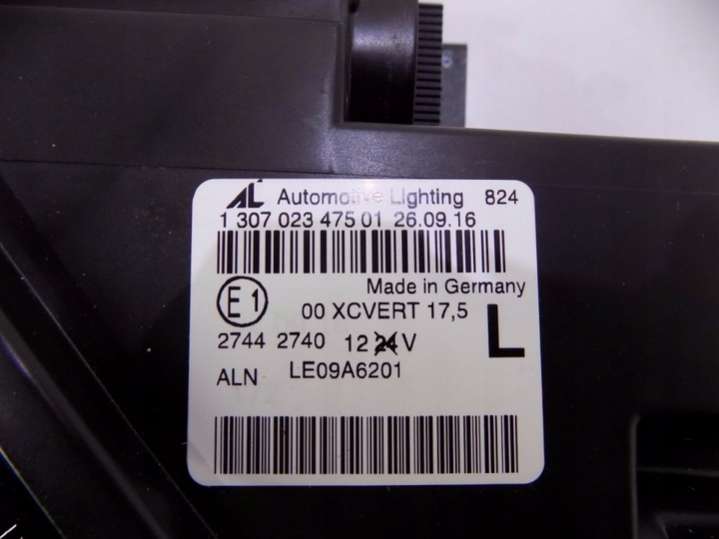 AL Automotive Lighting 824
1 307 023 475 01 26.09.16
Made in Germany
E1 00 XCVERT 17,5
2744 2740 12 24 V L
ALN LE09A6201